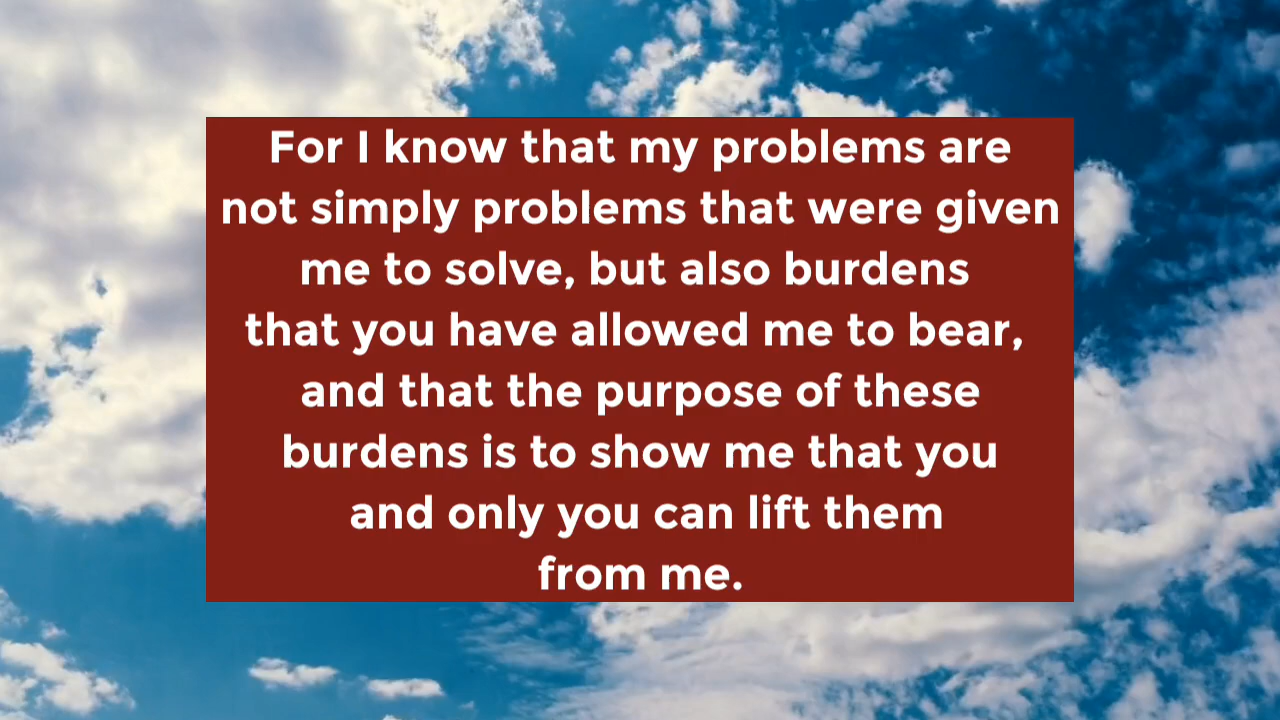 For I know that my problems are
not simply problems that were given
me to solve, but also burdens
that you have allowed me to bear,
and that the purpose of these
burdens is to show me that you
and only you can lift them
from me.